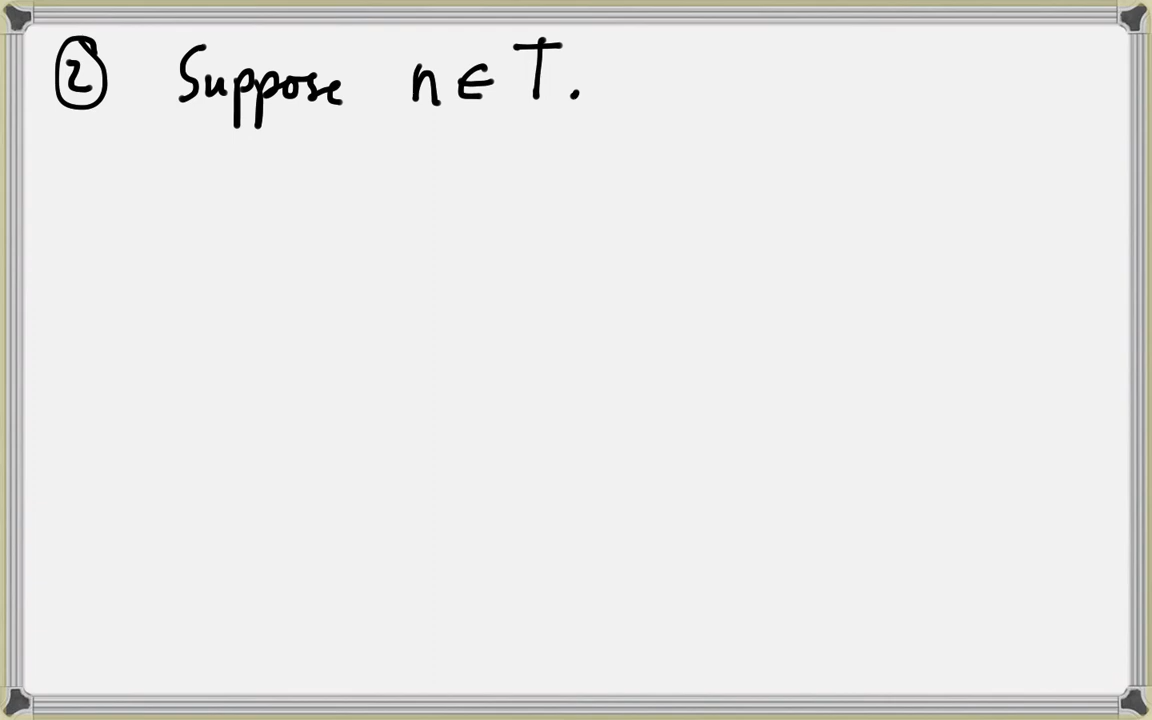 ② Suppose n ∈ T.